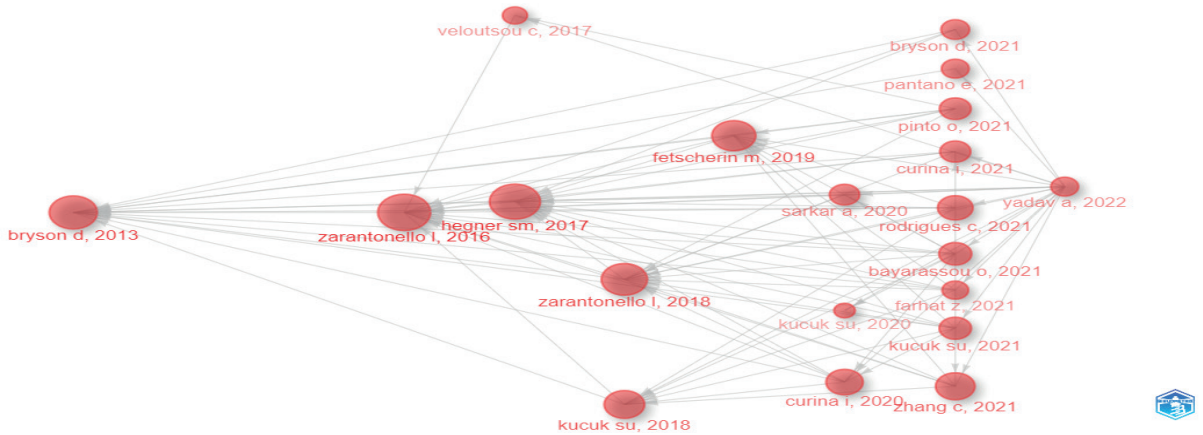 veloutsou c, 2017
bryson d, 2021
pantano e, 2021
pinto o, 2021
fetscherin m, 2019
curina i, 2021
yadav a, 2022
sarkar a, 2020
rodrigues c, 2021
hegner sm, 2017
bryson d, 2013
zarantonello l, 2016
bayarassou o, 2021
zarantonello l, 2018
farhat z, 2021
kucuk su, 2020
kucuk su, 2021
curina i, 2020
zhang c, 2021
kucuk su, 2018